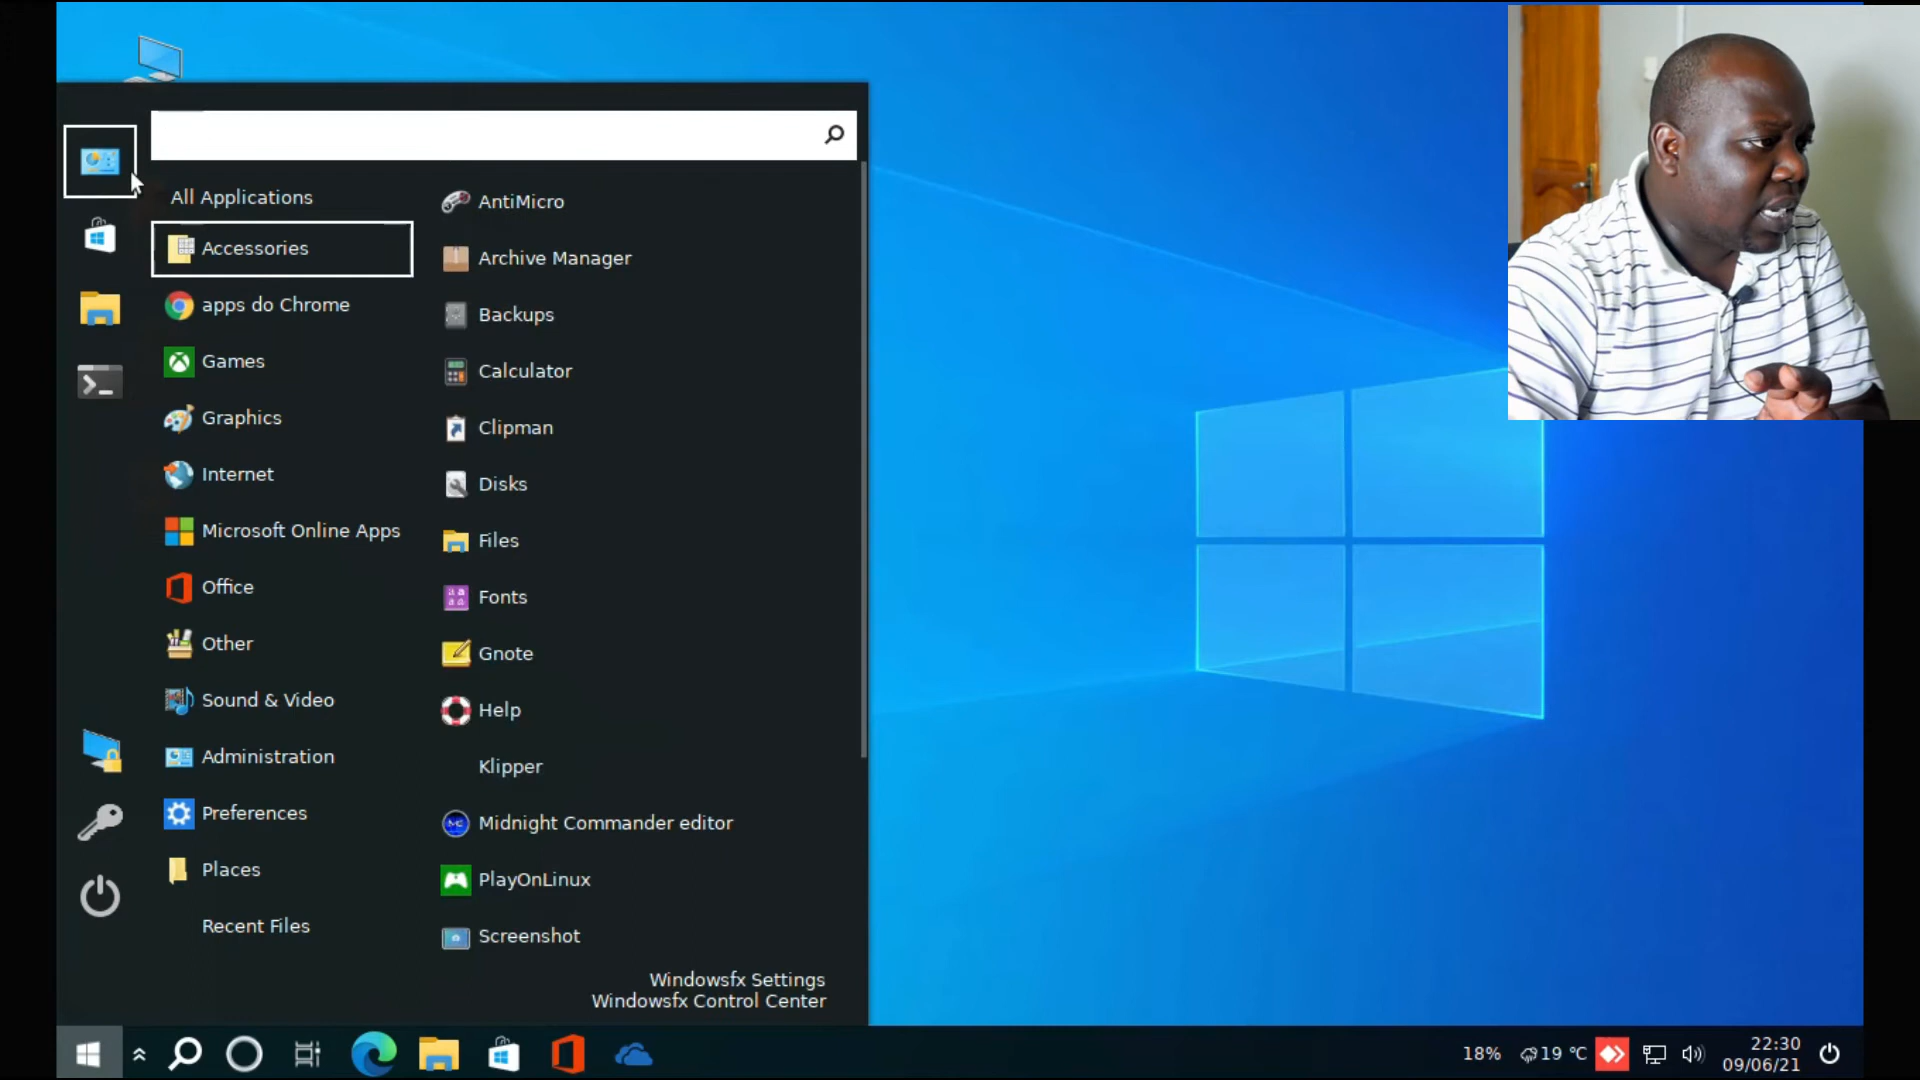 All Applications
Accessories
apps do Chrome
Games
Graphics
Internet
Microsoft Online Apps
Office
Other
Sound & Video
Administration
Preferences
Places
Recent Files
AntiMicro
Archive Manager
Backups
Calculator
Clipman
Disks
Files
Fonts
Gnote
Help
Klipper
Midnight Commander editor
PlayOnLinux
Screenshot
Windowsfx Settings
Windowsfx Control Center
18% 19 °C 22:30
09/06/21